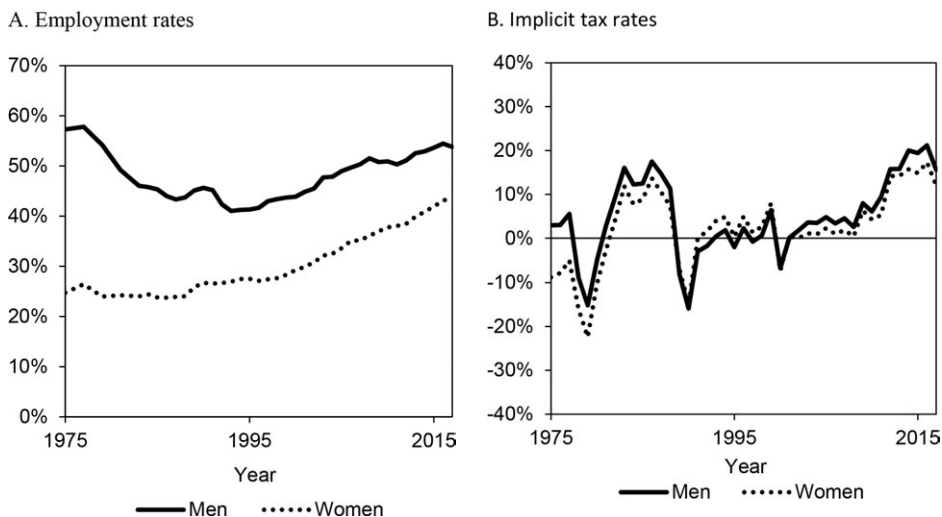 A. Employment rates
70%
60%
50%
40%
30%
20%
10%
0%
1975 1995 2015
Year
Men Women
B. Implicit tax rates
40%
30%
20%
10%
0%
-10%
-20%
-30%
-40%
1975 1995 2015
Year
Men Women